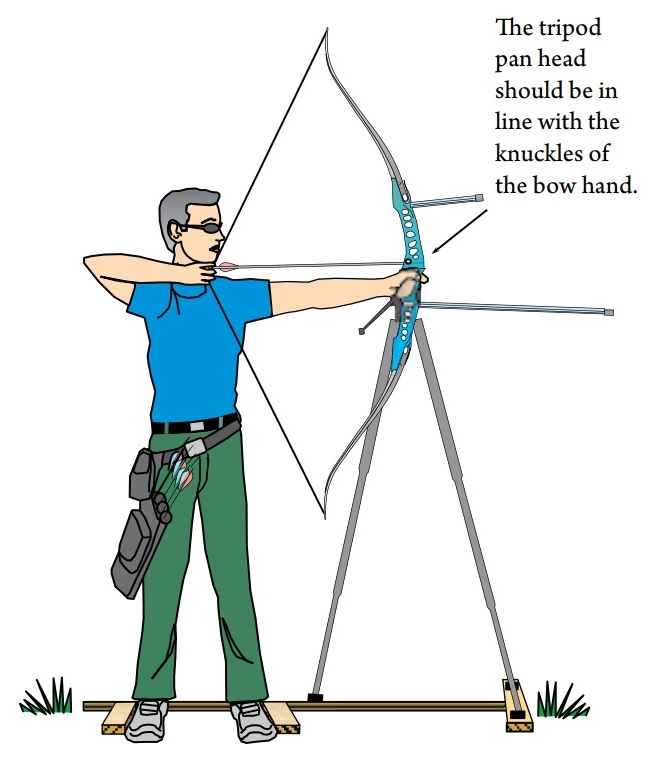 The tripod
pan head
should be in
line with the
knuckles of
the bow hand.